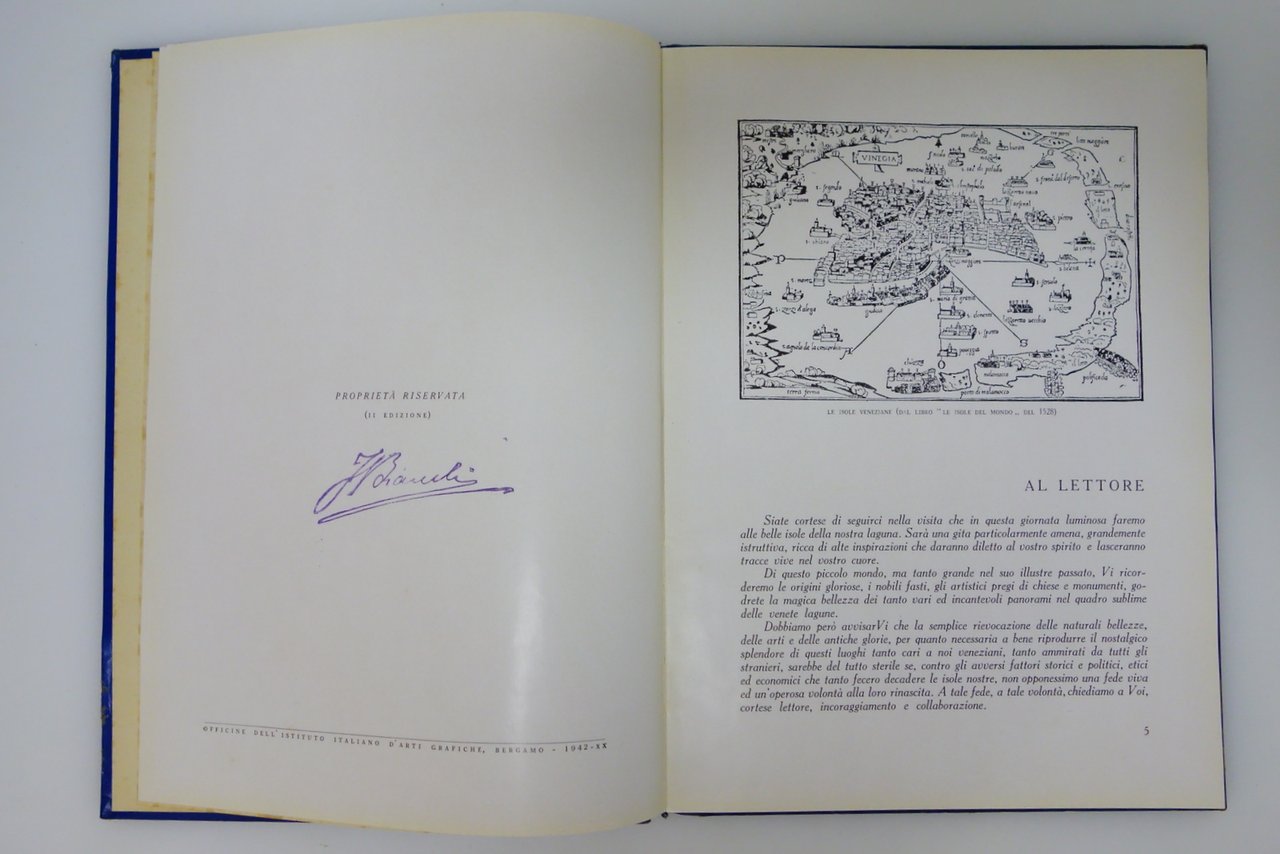 PROPRIETÀ RISERVATA
(II EDIZIONE)
OFFICINE DELL'ISTITUTO ITALIANO D'ARTI GRAFICHE, BERGAMO - 1942-XX
VINEGIA
terra ferma
porto di malamocco
LE ISOLE VENEZIANE (DAL LIBRO "LE ISOLE DEL MONDO„ DEL 1528)
AL LETTORE
Siate cortese di seguirci nella visita che in questa giornata luminosa faremo
alle belle isole della nostra laguna. Sarà una gita particolarmente amena, grandemente
istruttiva, ricca di alte inspirazioni che daranno diletto al vostro spirito e lasceranno
tracce vive nel vostro cuore.
Di questo piccolo mondo, ma tanto grande nel suo illustre passato, Vi ricor-
deremo le origini gloriose, i nobili fasti, gli artistici pregi di chiese e monumenti, go-
drete la magica bellezza dei tanto vari ed incantevoli panorami nel quadro sublime
delle venete lagune.
Dobbiamo però avvisarVi che la semplice rievocazione delle naturali bellezze,
delle arti e delle antiche glorie, per quanto necessaria a bene riprodurre il nostalgico
splendore di questi luoghi tanto cari a noi veneziani, tanto ammirati da tutti gli
stranieri, sarebbe del tutto sterile se, contro gli avversi fattori storici e politici, etici
ed economici che tanto fecero decadere le isole nostre, non opponessimo una fede viva
ed un'operosa volontà alla loro rinascita. A tale fede, a tale volontà, chiediamo a Voi,
cortese lettore, incoraggiamento e collaborazione.
5